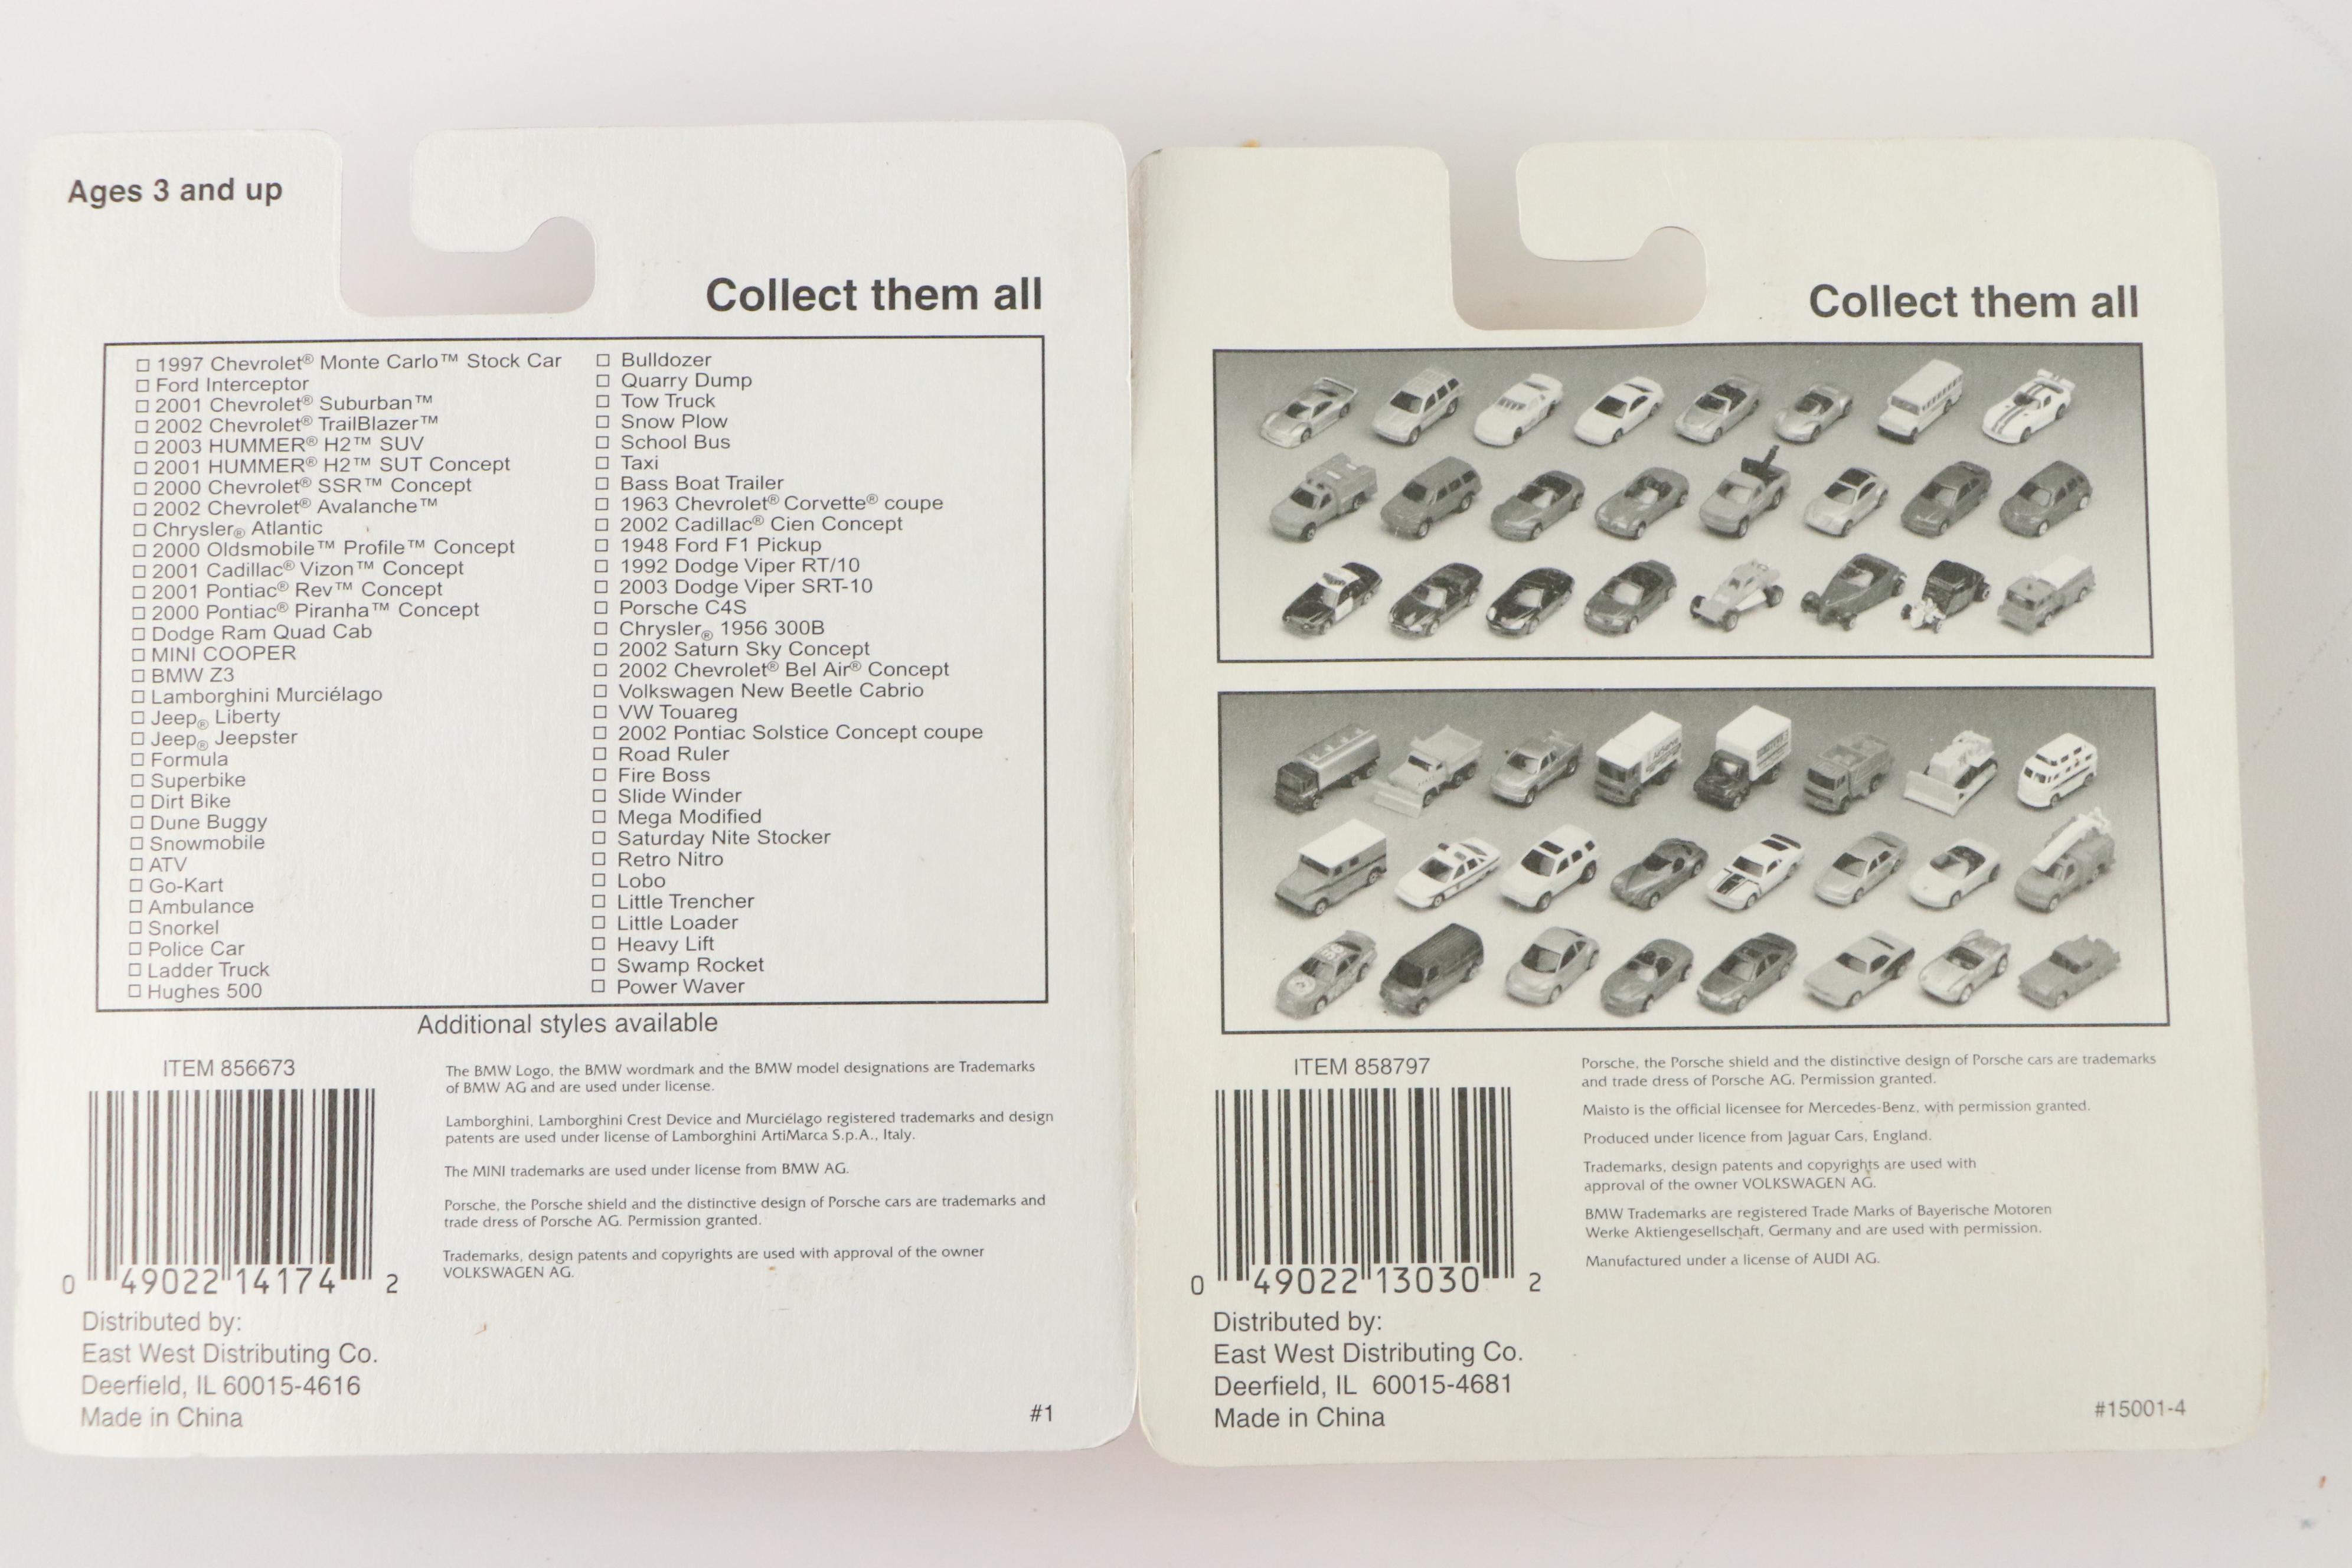 Ages 3 and up
Collect them all
☐ 1997 Chevrolet® Monte Carlo™ Stock Car
☐ Ford Interceptor
☐ 2001 Chevrolet® Suburban™
☐ 2002 Chevrolet® TrailBlazer™
☐ 2003 HUMMER® H2™ SUV
☐ 2001 HUMMER® H2™ SUT Concept
☐ 2000 Chevrolet® SSR™ Concept
☐ 2002 Chevrolet® Avalanche™
☐ Chrysler® Atlantic
☐ 2000 Oldsmobile™ Profile™ Concept
☐ 2001 Cadillac® Vizon™ Concept
☐ 2001 Pontiac® Rev™ Concept
☐ 2000 Pontiac® Piranha™ Concept
☐ Dodge Ram Quad Cab
☐ MINI COOPER
☐ BMW Z3
☐ Lamborghini Murciélago
☐ Jeep® Liberty
☐ Jeep® Jeepster
☐ Formula
☐ Superbike
☐ Dirt Bike
☐ Dune Buggy
☐ Snowmobile
☐ ATV
☐ Go-Kart
☐ Ambulance
☐ Snorkel
☐ Police Car
☐ Ladder Truck
☐ Hughes 500
☐ Bulldozer
☐ Quarry Dump
☐ Tow Truck
☐ Snow Plow
☐ School Bus
☐ Taxi
☐ Bass Boat Trailer
☐ 1963 Chevrolet® Corvette® coupe
☐ 2002 Cadillac® Cien Concept
☐ 1948 Ford F1 Pickup
☐ 1992 Dodge Viper RT/10
☐ 2003 Dodge Viper SRT-10
☐ Porsche C4S
☐ Chrysler® 1956 300B
☐ 2002 Saturn Sky Concept
☐ 2002 Chevrolet® Bel Air® Concept
☐ Volkswagen New Beetle Cabrio
☐ VW Touareg
☐ 2002 Pontiac Solstice Concept coupe
☐ Road Ruler
☐ Fire Boss
☐ Slide Winder
☐ Mega Modified
☐ Saturday Nite Stocker
☐ Retro Nitro
☐ Lobo
☐ Little Trencher
☐ Little Loader
☐ Heavy Lift
☐ Swamp Rocket
☐ Power Waver
Additional styles available
ITEM 856673
0 49022 14174 2
Distributed by:
East West Distributing Co.
Deerfield, IL 60015-4616
Made in China
The BMW Logo, the BMW wordmark and the BMW model designations are Trademarks
of BMW AG and are used under license.
Lamborghini, Lamborghini Crest Device and Murciélago registered trademarks and design
patents are used under license of Lamborghini ArtiMarca S.p.A., Italy.
The MINI trademarks are used under license from BMW AG.
Porsche, the Porsche shield and the distinctive design of Porsche cars are trademarks and
trade dress of Porsche AG. Permission granted.
Trademarks, design patents and copyrights are used with approval of the owner
VOLKSWAGEN AG.
#1
Collect them all
ITEM 858797
0 49022 13030 2
Distributed by:
East West Distributing Co.
Deerfield, IL 60015-4681
Made in China
Porsche, the Porsche shield and the distinctive design of Porsche cars are trademarks
and trade dress of Porsche AG. Permission granted.
Maisto is the official licensee for Mercedes-Benz, with permission granted.
Produced under licence from Jaguar Cars, England.
Trademarks, design patents and copyrights are used with
approval of the owner VOLKSWAGEN AG.
BMW Trademarks are registered Trade Marks of Bayerische Motoren
Werke Aktiengesellschaft, Germany and are used with permission.
Manufactured under a license of AUDI AG.
#15001-4